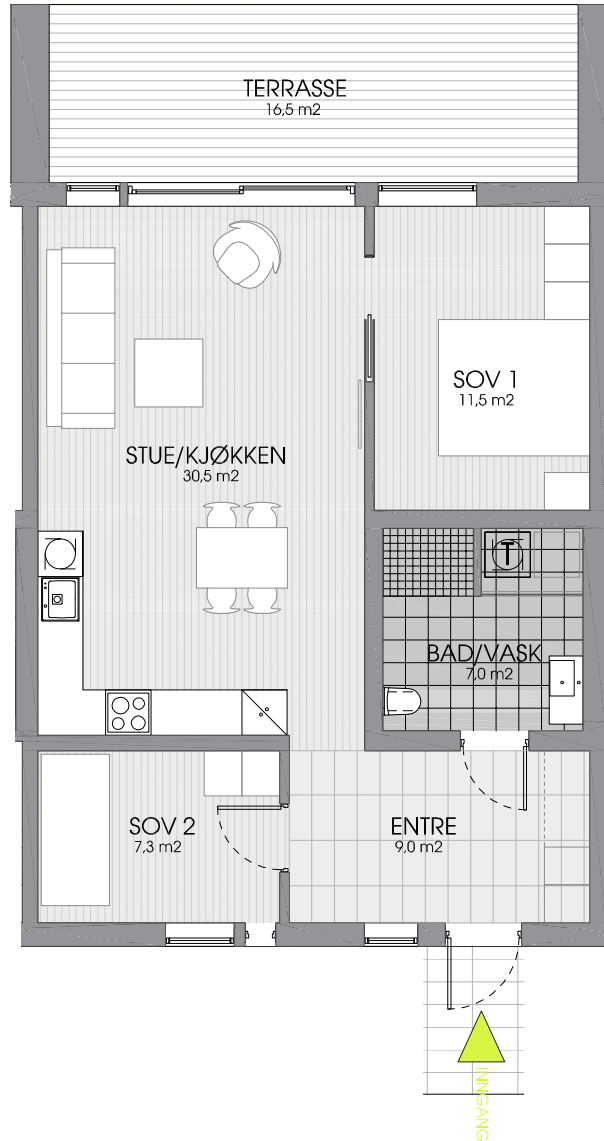 TERRASSE
16,5 m2
SOV 1
11,5 m2
STUE/KJØKKEN
30,5 m2
T
BAD/VASK
7,0 m2
SOV 2
7,3 m2
ENTRE
9,0 m2
INNGANG